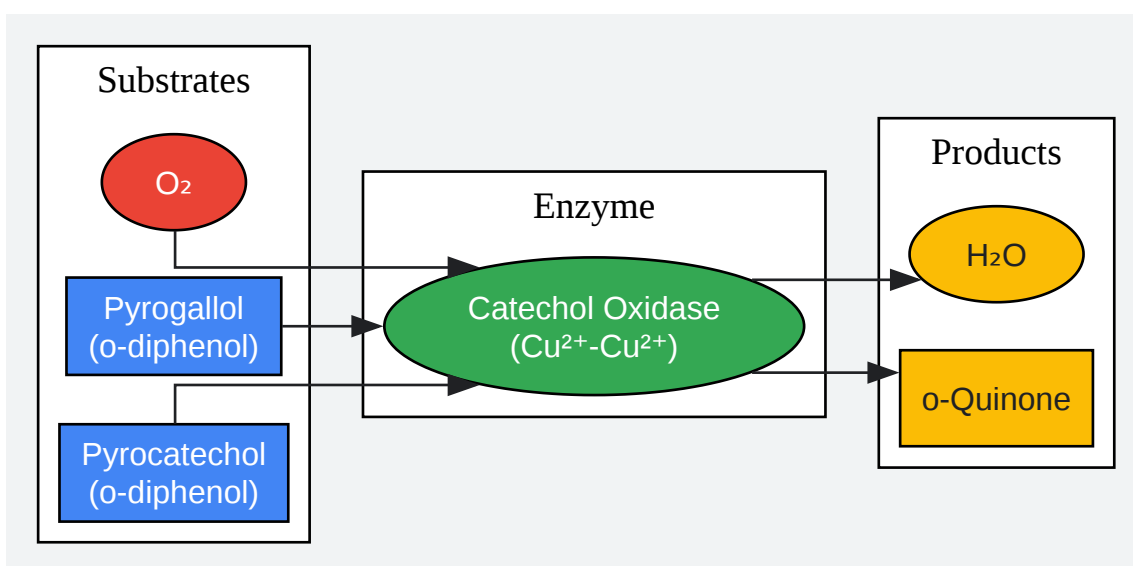 Substrates
O₂
Pyrogallol
(o-diphenol)
Pyrocatechol
(o-diphenol)
Enzyme
Catechol Oxidase
(Cu²⁺-Cu²⁺)
Products
H₂O
o-Quinone